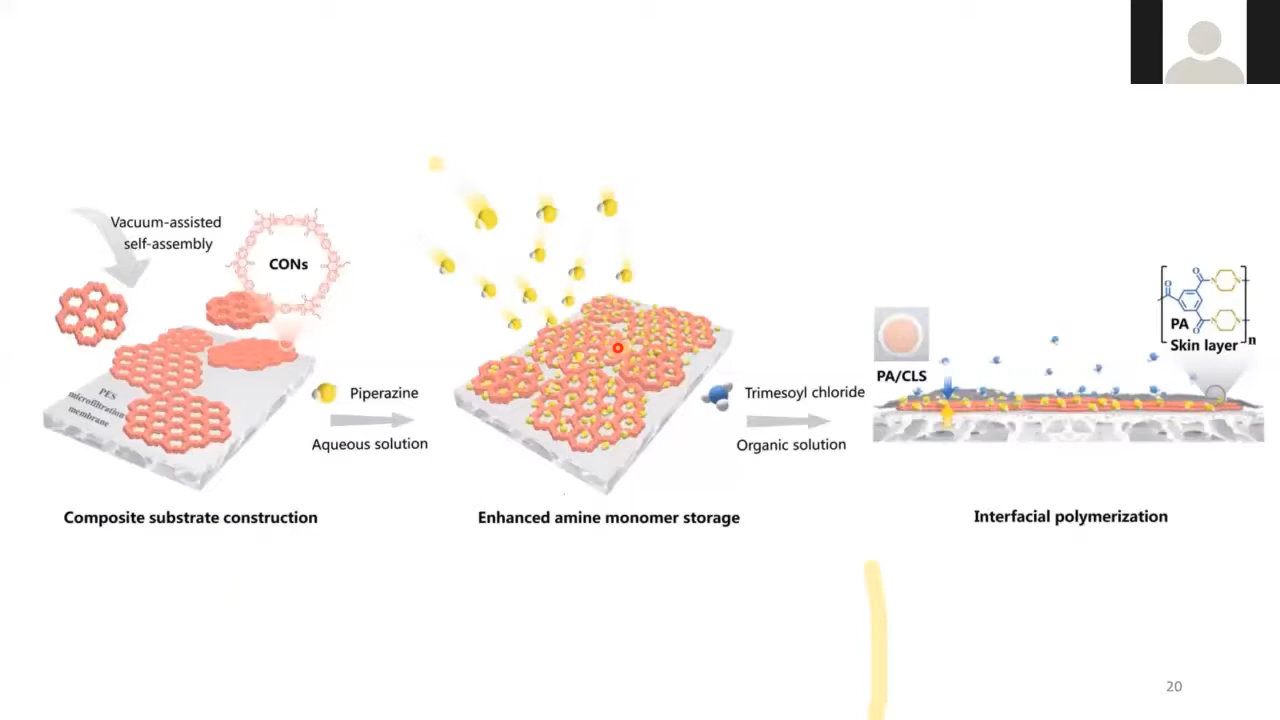 Vacuum-assisted
self-assembly
CONs
PES
microfiltration
membrane
Piperazine
Aqueous solution
Trimesoyl chloride
Organic solution
PA/CLS
O
O
O
N
N
N
N
PA
n
Skin layer
Composite substrate construction
Enhanced amine monomer storage
Interfacial polymerization
20